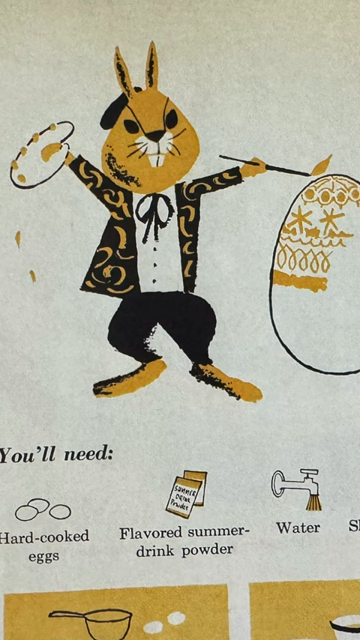 You'll need:
SUMMER
DRINK
Powder
Hard-cooked
eggs
Flavored summer-
drink powder
Water